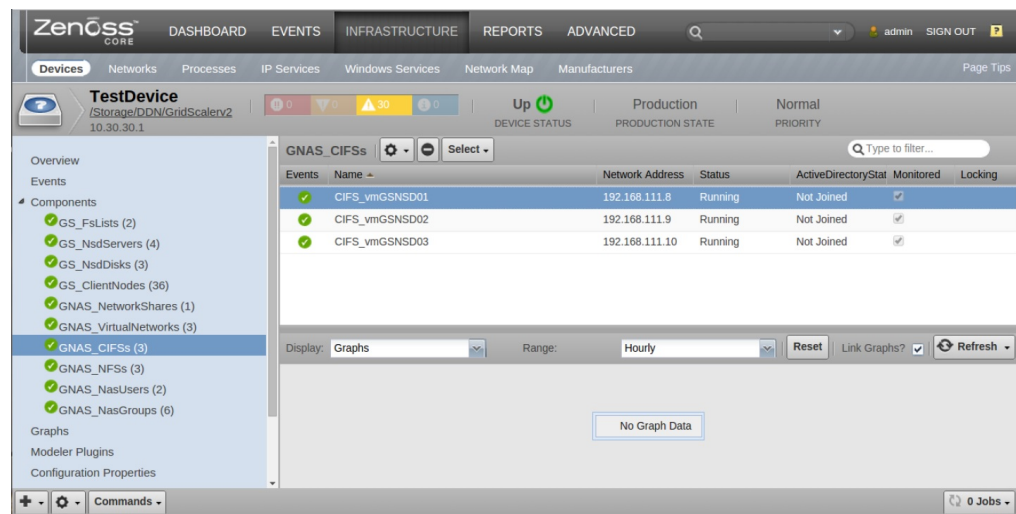 Zenoss CORE
DASHBOARD EVENTS INFRASTRUCTURE REPORTS ADVANCED admin SIGN OUT ?
Devices Networks Processes IP Services Windows Services Network Map Manufacturers Page Tips
TestDevice
/Storage/DDN/GridScalerv2
10.30.30.1
0 0 30 0
Up
DEVICE STATUS
Production
PRODUCTION STATE
Normal
PRIORITY
Overview
Events
Components
GS_FsLists (2)
GS_NsdServers (4)
GS_NsdDisks (3)
GS_ClientNodes (36)
GNAS_NetworkShares (1)
GNAS_VirtualNetworks (3)
GNAS_CIFSs (3)
GNAS_NFSs (3)
GNAS_NasUsers (2)
GNAS_NasGroups (6)
Graphs
Modeler Plugins
Configuration Properties
GNAS_CIFSs Select Type to filter...
Events Name Network Address Status ActiveDirectoryStat Monitored Locking
CIFS_vmGSNSD01 192.168.111.8 Running Not Joined
CIFS_vmGSNSD02 192.168.111.9 Running Not Joined
CIFS_vmGSNSD03 192.168.111.10 Running Not Joined
Display: Graphs Range: Hourly Reset Link Graphs? Refresh
No Graph Data
Commands 0 Jobs